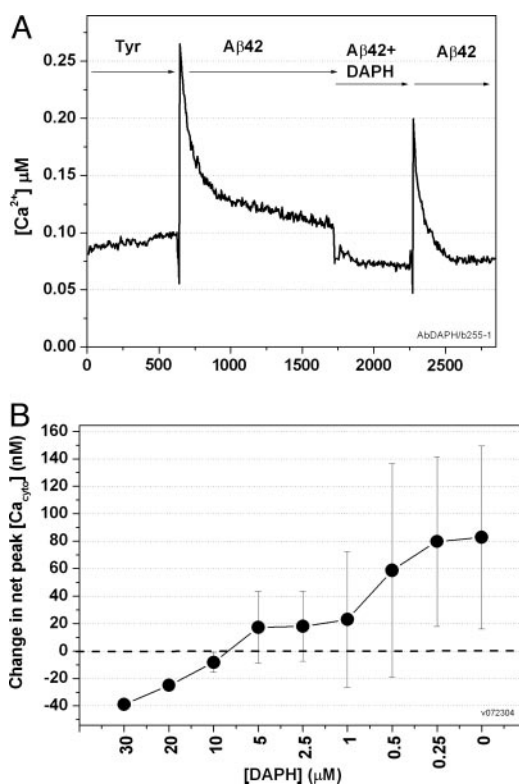 A
Tyr
Aβ42
Aβ42+
DAPH
Aβ42
[Ca²⁺] μM
0.25
0.20
0.15
0.10
0.05
0.00
AbDAPH/b255-1
0 500 1000 1500 2000 2500
B
Change in net peak [Ca_cyto] (nM)
160
140
120
100
80
60
40
20
0
-20
-40
v072304
30 20 10 5 2.5 1 0.5 0.25 0
[DAPH] (μM)